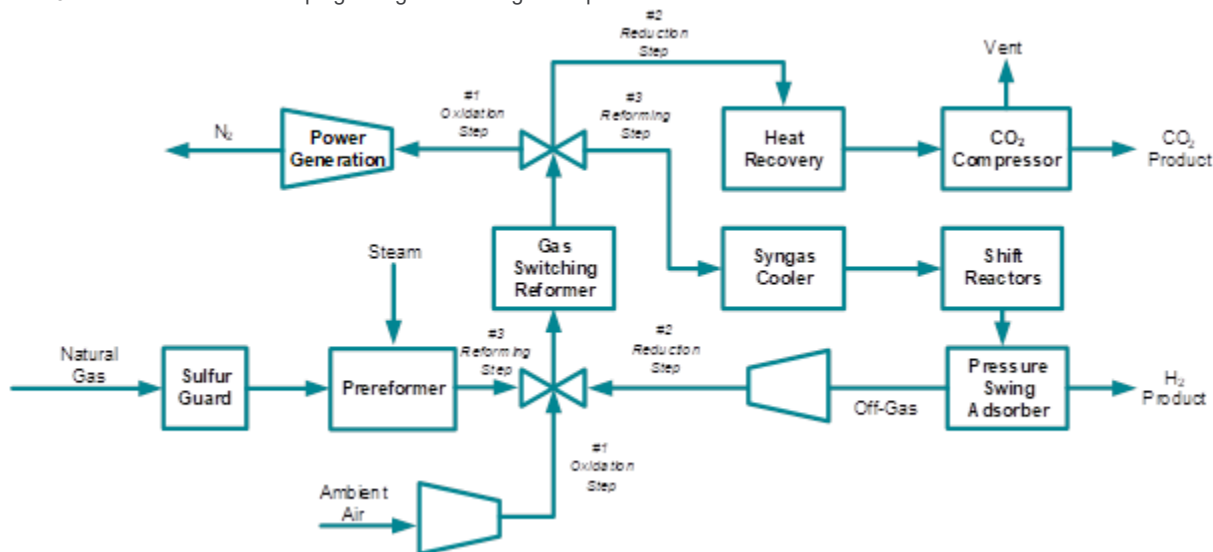 #2
Reduction
Step
Vent
#1
Oxidation
Step
#3
Reforming
Step
N₂
Power
Generation
Heat
Recovery
CO₂
Compressor
CO₂
Product
Steam
Gas
Switching
Reformer
Syngas
Cooler
Shift
Reactors
Natural
Gas
Sulfur
Guard
Prereformer
#3
Reforming
Step
#2
Reduction
Step
Off-Gas
Pressure
Swing
Adsorber
H₂
Product
#1
Oxidation
Step
Ambient
Air